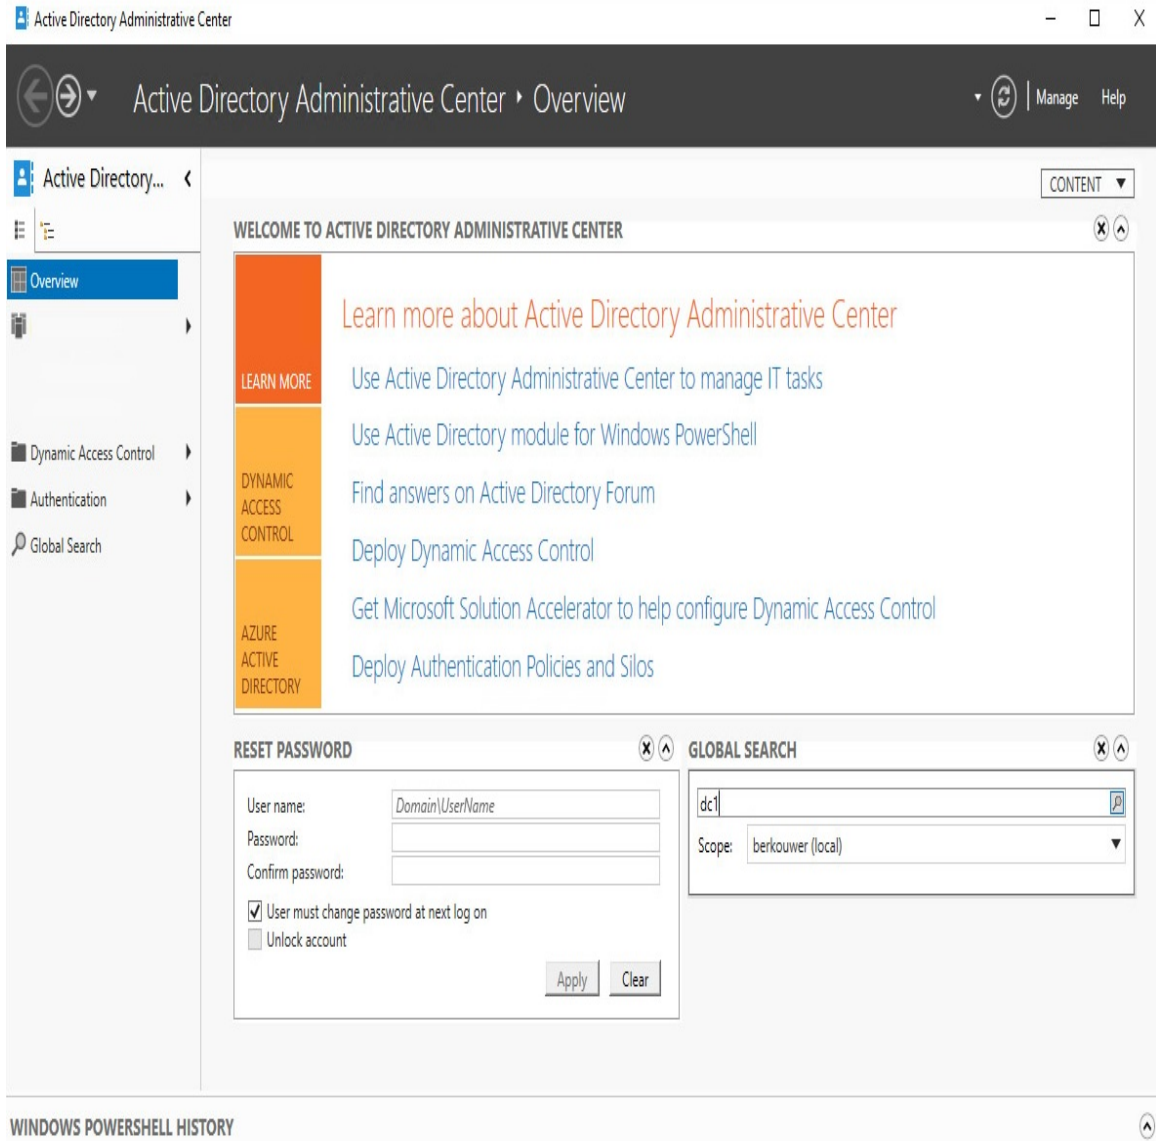 Active Directory Administrative Center
Active Directory Administrative Center ‣ Overview
Manage Help
Active Directory...
CONTENT
Overview
Dynamic Access Control
Authentication
Global Search
WELCOME TO ACTIVE DIRECTORY ADMINISTRATIVE CENTER
LEARN MORE
DYNAMIC
ACCESS
CONTROL
AZURE
ACTIVE
DIRECTORY
Learn more about Active Directory Administrative Center
Use Active Directory Administrative Center to manage IT tasks
Use Active Directory module for Windows PowerShell
Find answers on Active Directory Forum
Deploy Dynamic Access Control
Get Microsoft Solution Accelerator to help configure Dynamic Access Control
Deploy Authentication Policies and Silos
RESET PASSWORD
User name: Domain\UserName
Password:
Confirm password:
User must change password at next log on
Unlock account
Apply Clear
GLOBAL SEARCH
dc1
Scope: berkouwer (local)
WINDOWS POWERSHELL HISTORY